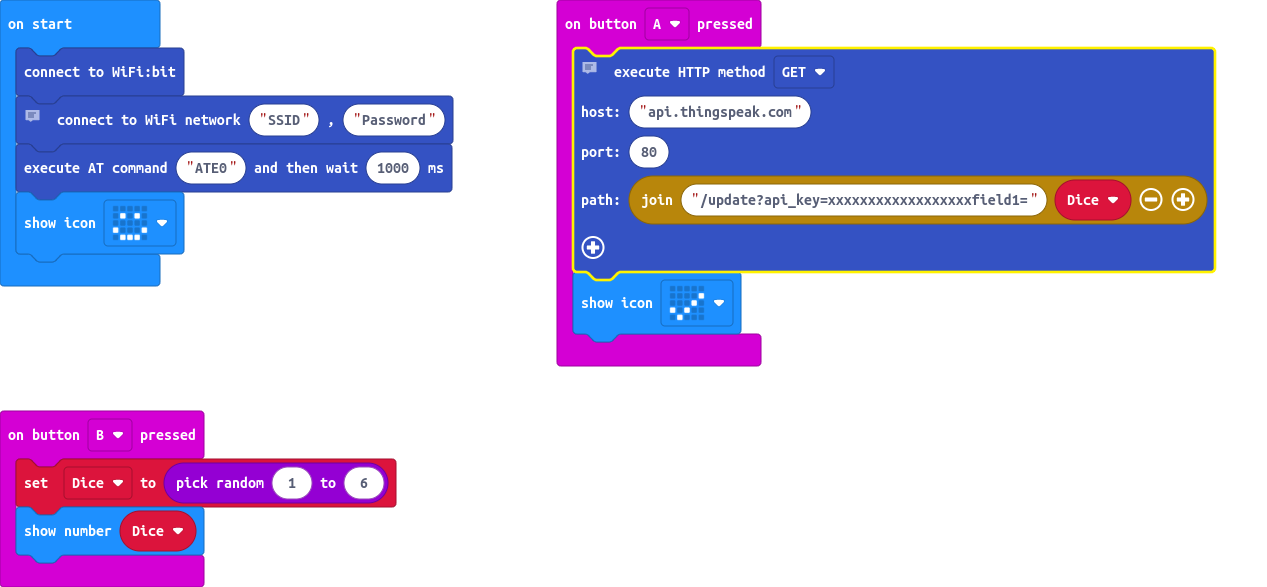 on start
connect to WiFi:bit
connect to WiFi network "SSID" , "Password"
execute AT command "ATE0" and then wait 1000 ms
show icon
on button A pressed
execute HTTP method GET
host: "api.thingspeak.com"
port: 80
path: join "/update?api_key=xxxxxxxxxxxxxxxxxxfield1=" Dice
show icon
on button B pressed
set Dice to pick random 1 to 6
show number Dice